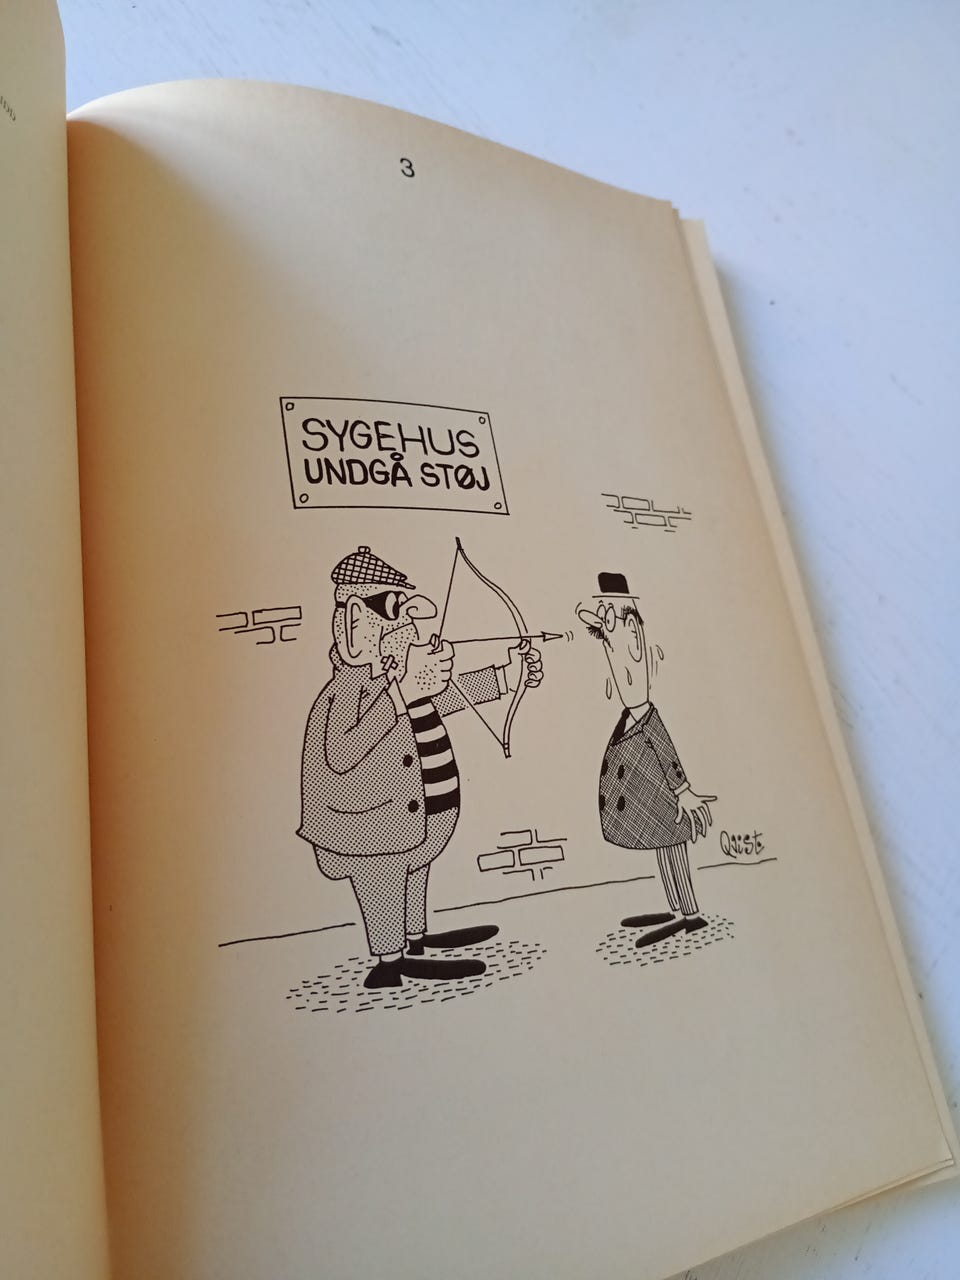 3
SYGEHUS
UNDGÅ STØJ
Quist.